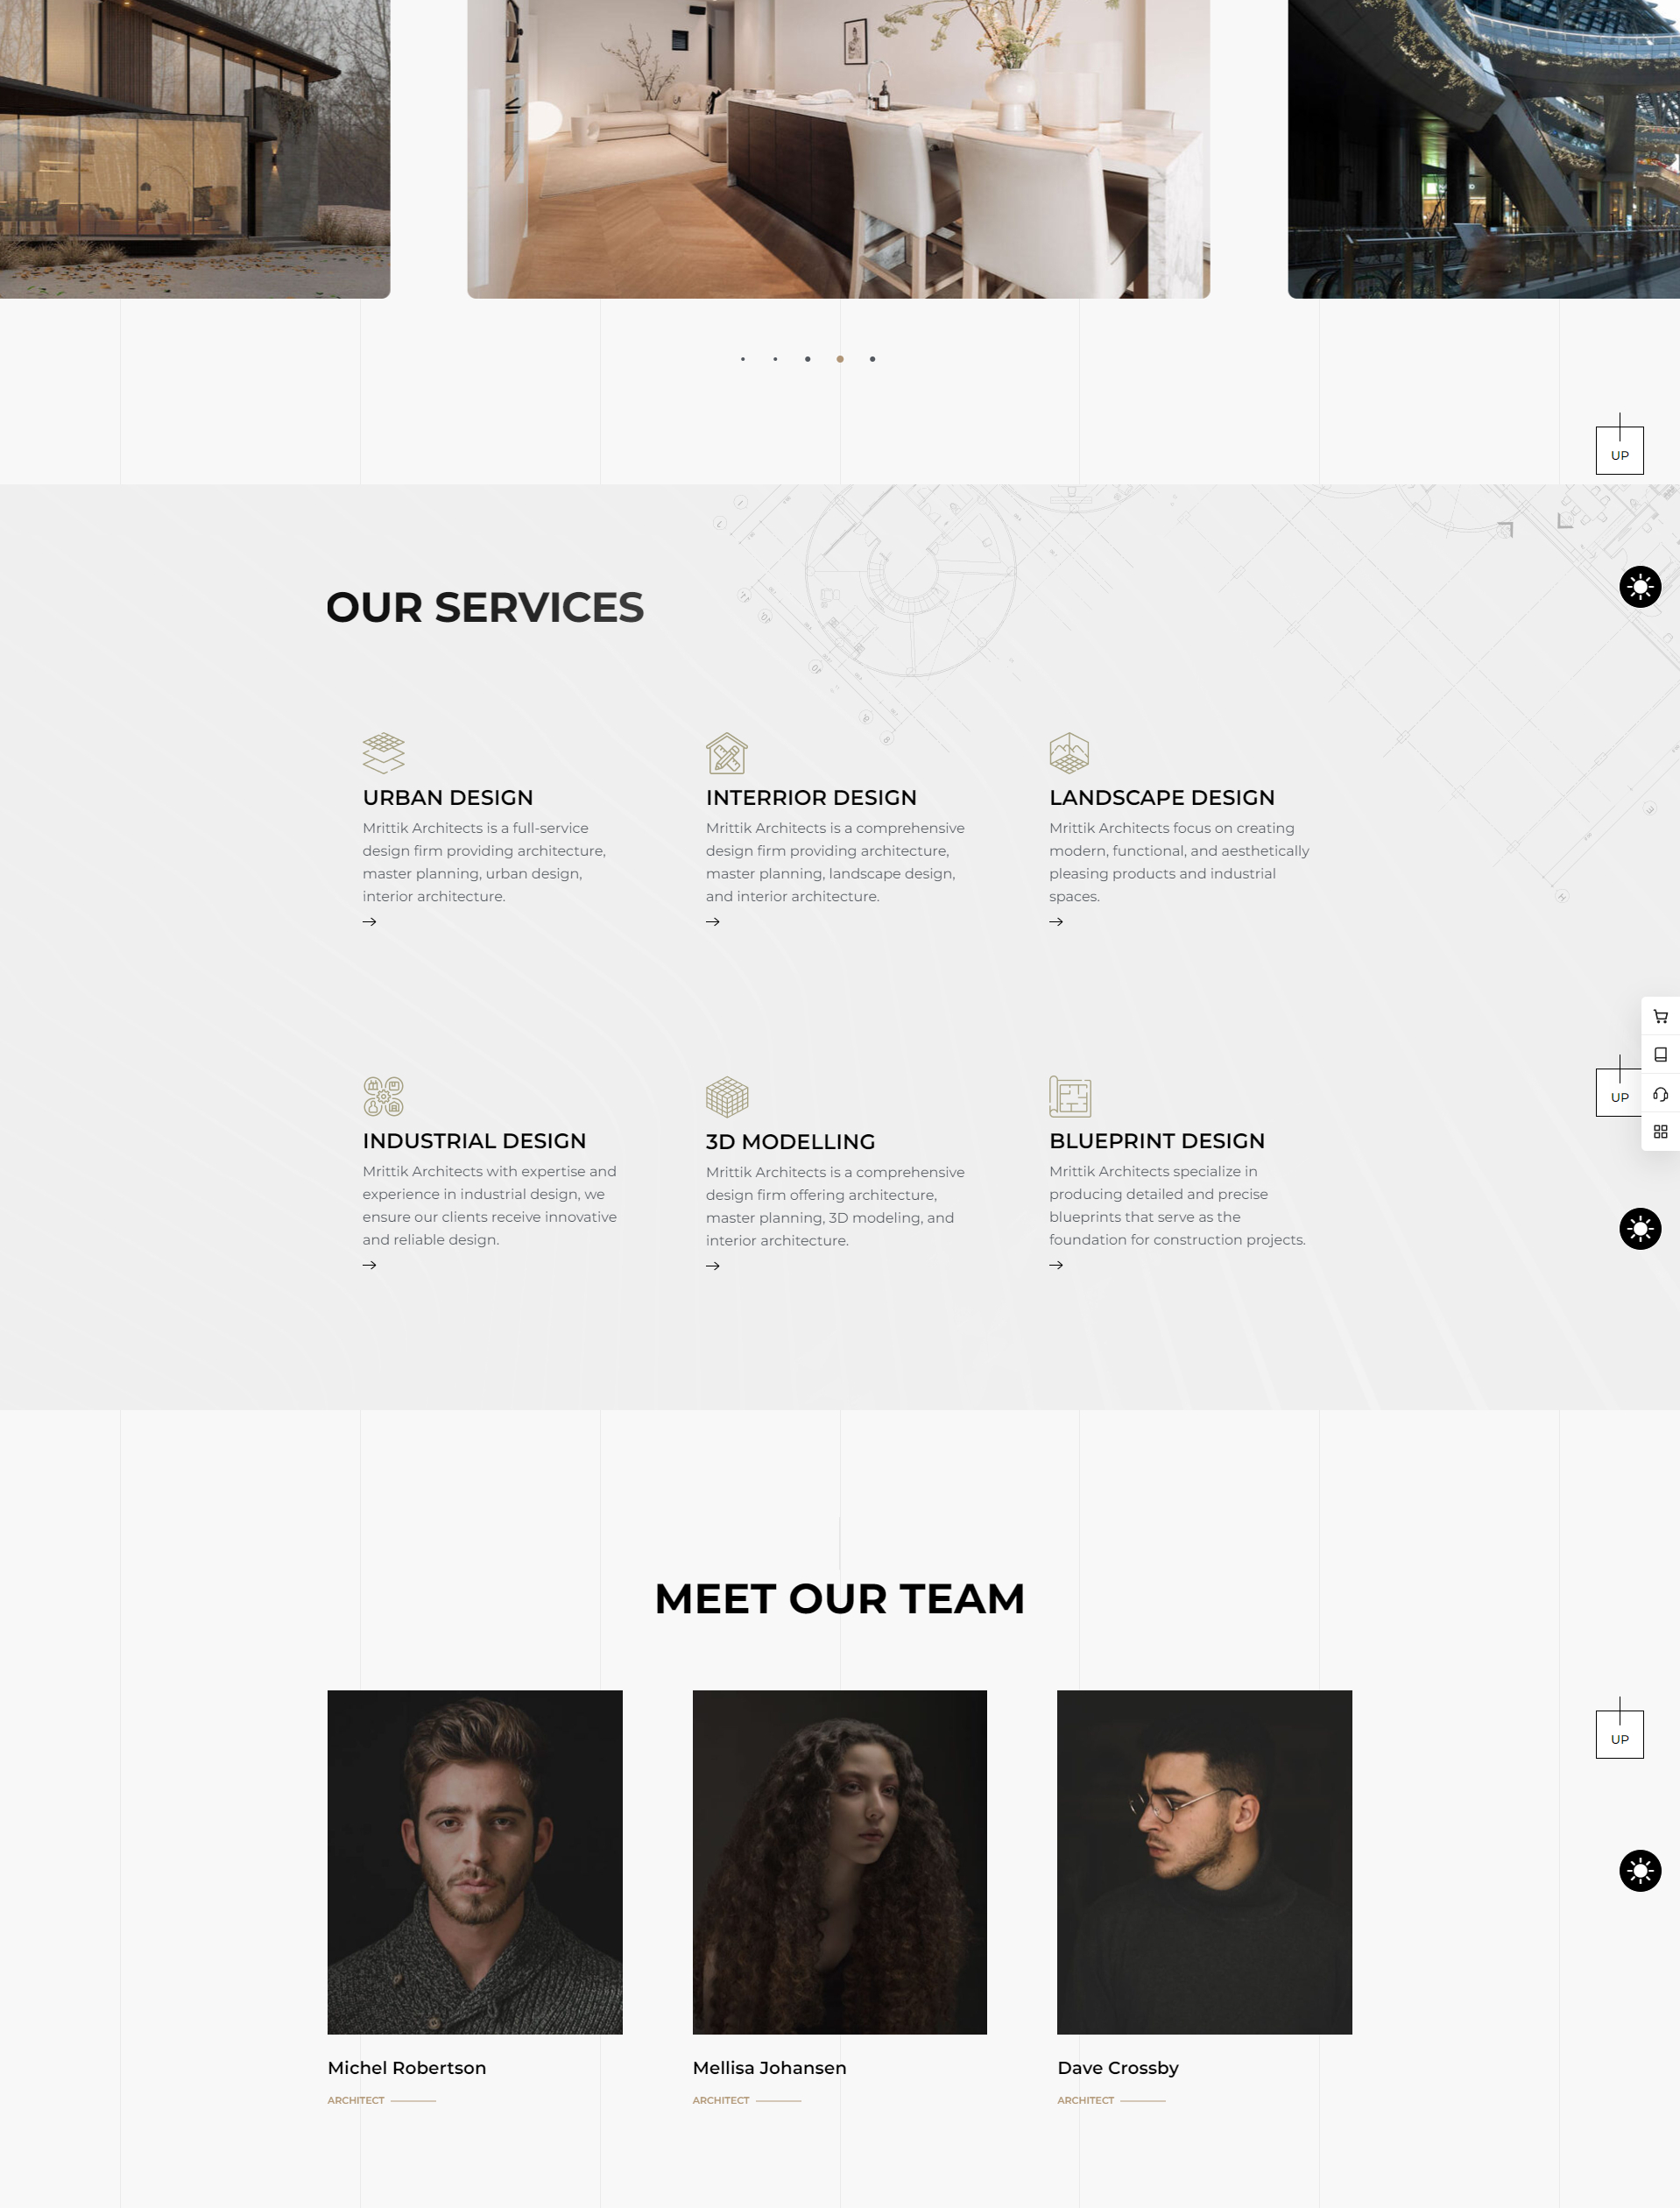 UP
OUR SERVICES
URBAN DESIGN
Mrittik Architects is a full-service
design firm providing architecture,
master planning, urban design,
interior architecture.
INTERRIOR DESIGN
Mrittik Architects is a comprehensive
design firm providing architecture,
master planning, landscape design,
and interior architecture.
LANDSCAPE DESIGN
Mrittik Architects focus on creating
modern, functional, and aesthetically
pleasing products and industrial
spaces.
UP
INDUSTRIAL DESIGN
Mrittik Architects with expertise and
experience in industrial design, we
ensure our clients receive innovative
and reliable design.
3D MODELLING
Mrittik Architects is a comprehensive
design firm offering architecture,
master planning, 3D modeling, and
interior architecture.
BLUEPRINT DESIGN
Mrittik Architects specialize in
producing detailed and precise
blueprints that serve as the
foundation for construction projects.
MEET OUR TEAM
UP
Michel Robertson
ARCHITECT
Mellisa Johansen
ARCHITECT
Dave Crossby
ARCHITECT